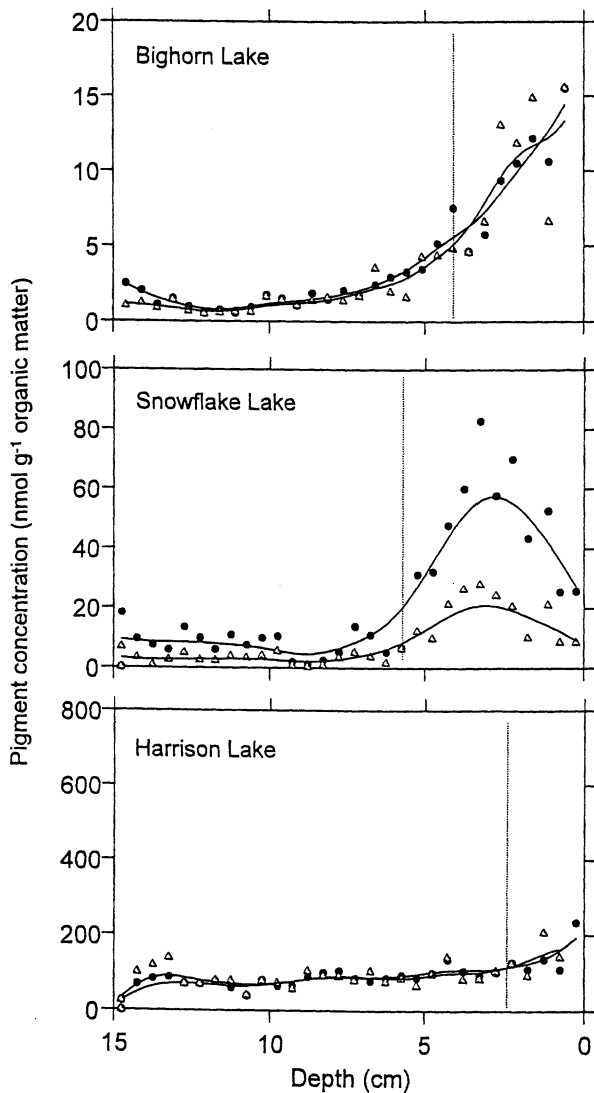 20
Bighorn Lake
15
10
5
0
100
Snowflake Lake
80
60
40
20
0
Pigment concentration (nmol g⁻¹ organic matter)
800
Harrison Lake
600
400
200
0
15 10 5 0
Depth (cm)